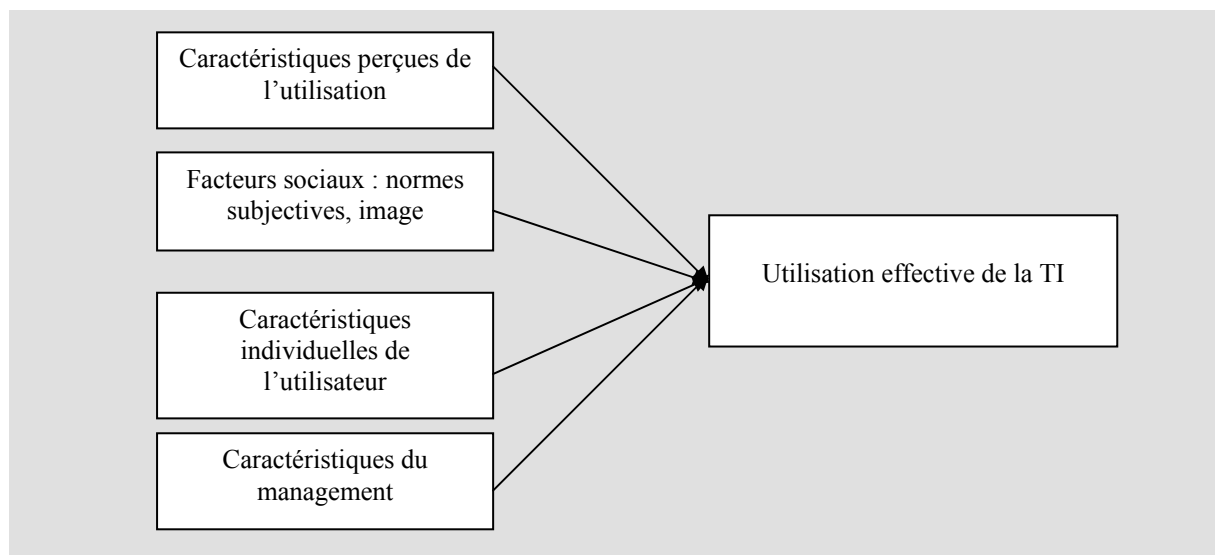 Caractéristiques perçues de
l’utilisation
Facteurs sociaux : normes
subjectives, image
Caractéristiques
individuelles de
l’utilisateur
Caractéristiques du
management
Utilisation effective de la TI